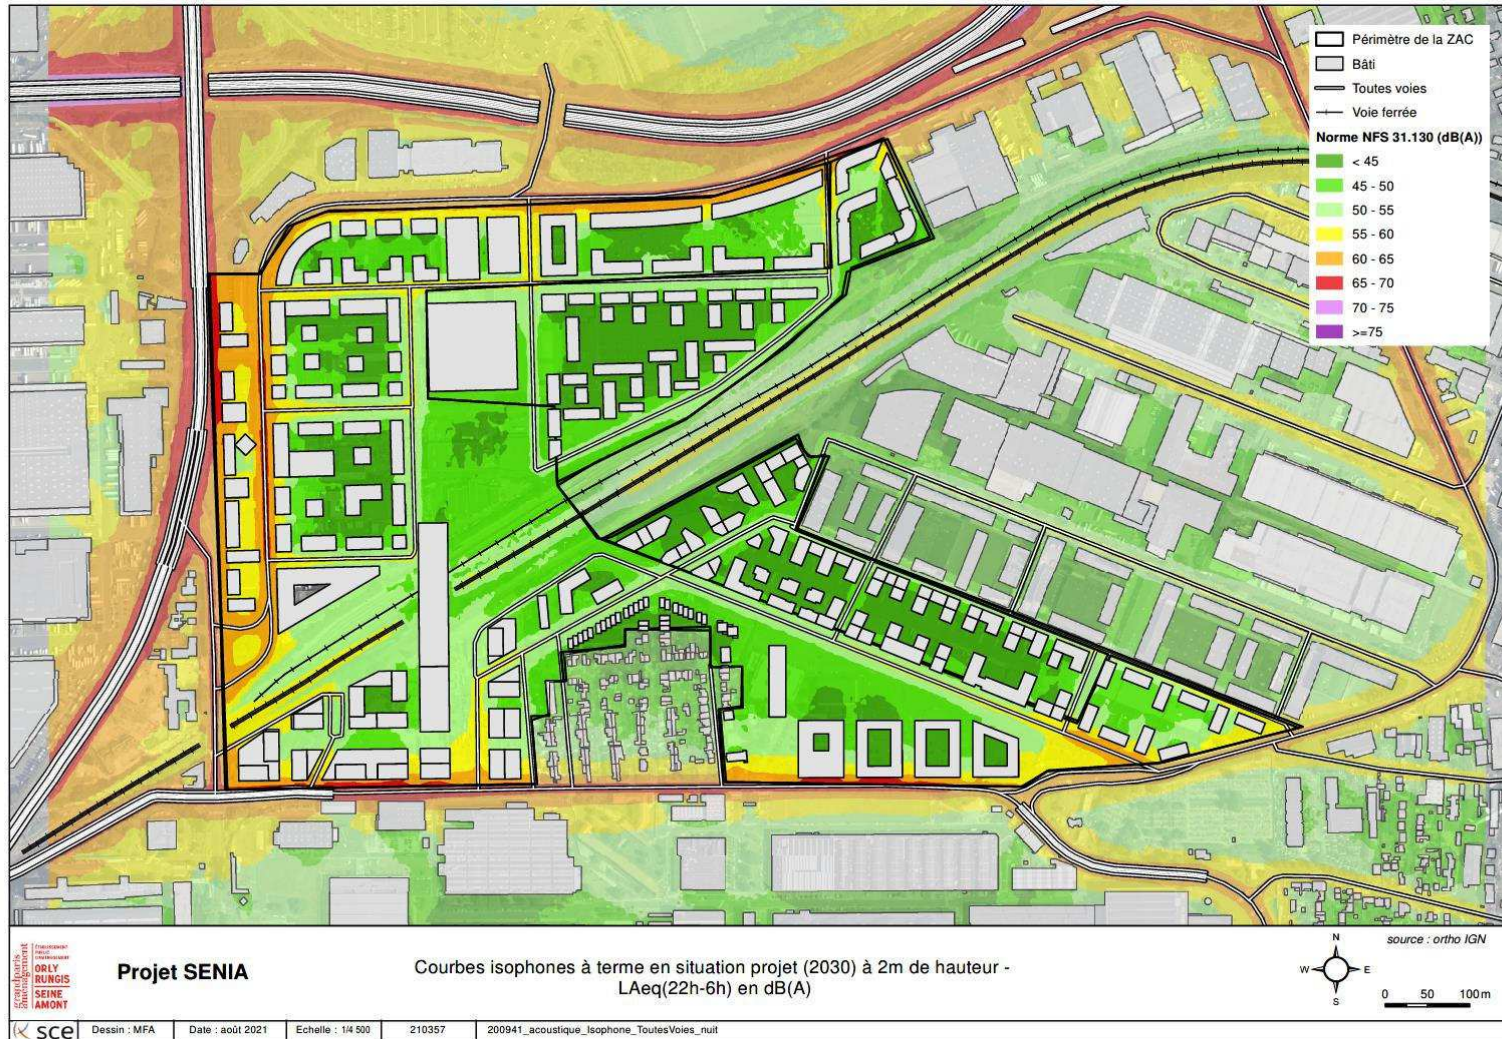 Périmètre de la ZAC
Bâti
Toutes voies
Voie ferrée
Norme NFS 31.130 (dB(A))
< 45
45 - 50
50 - 55
55 - 60
60 - 65
65 - 70
70 - 75
>=75
grandparis
aménagement
ORLY
RUNGIS
SEINE
AMONT
Projet SENIA
Courbes isophones à terme en situation projet (2030) à 2m de hauteur -
LAeq(22h-6h) en dB(A)
N
W E
S
source : ortho IGN
0 50 100m
sce
Dessin : MFA
Date : août 2021
Echelle : 1/4 500
210357
200941_acoustique_Isophone_ToutesVoies_nuit